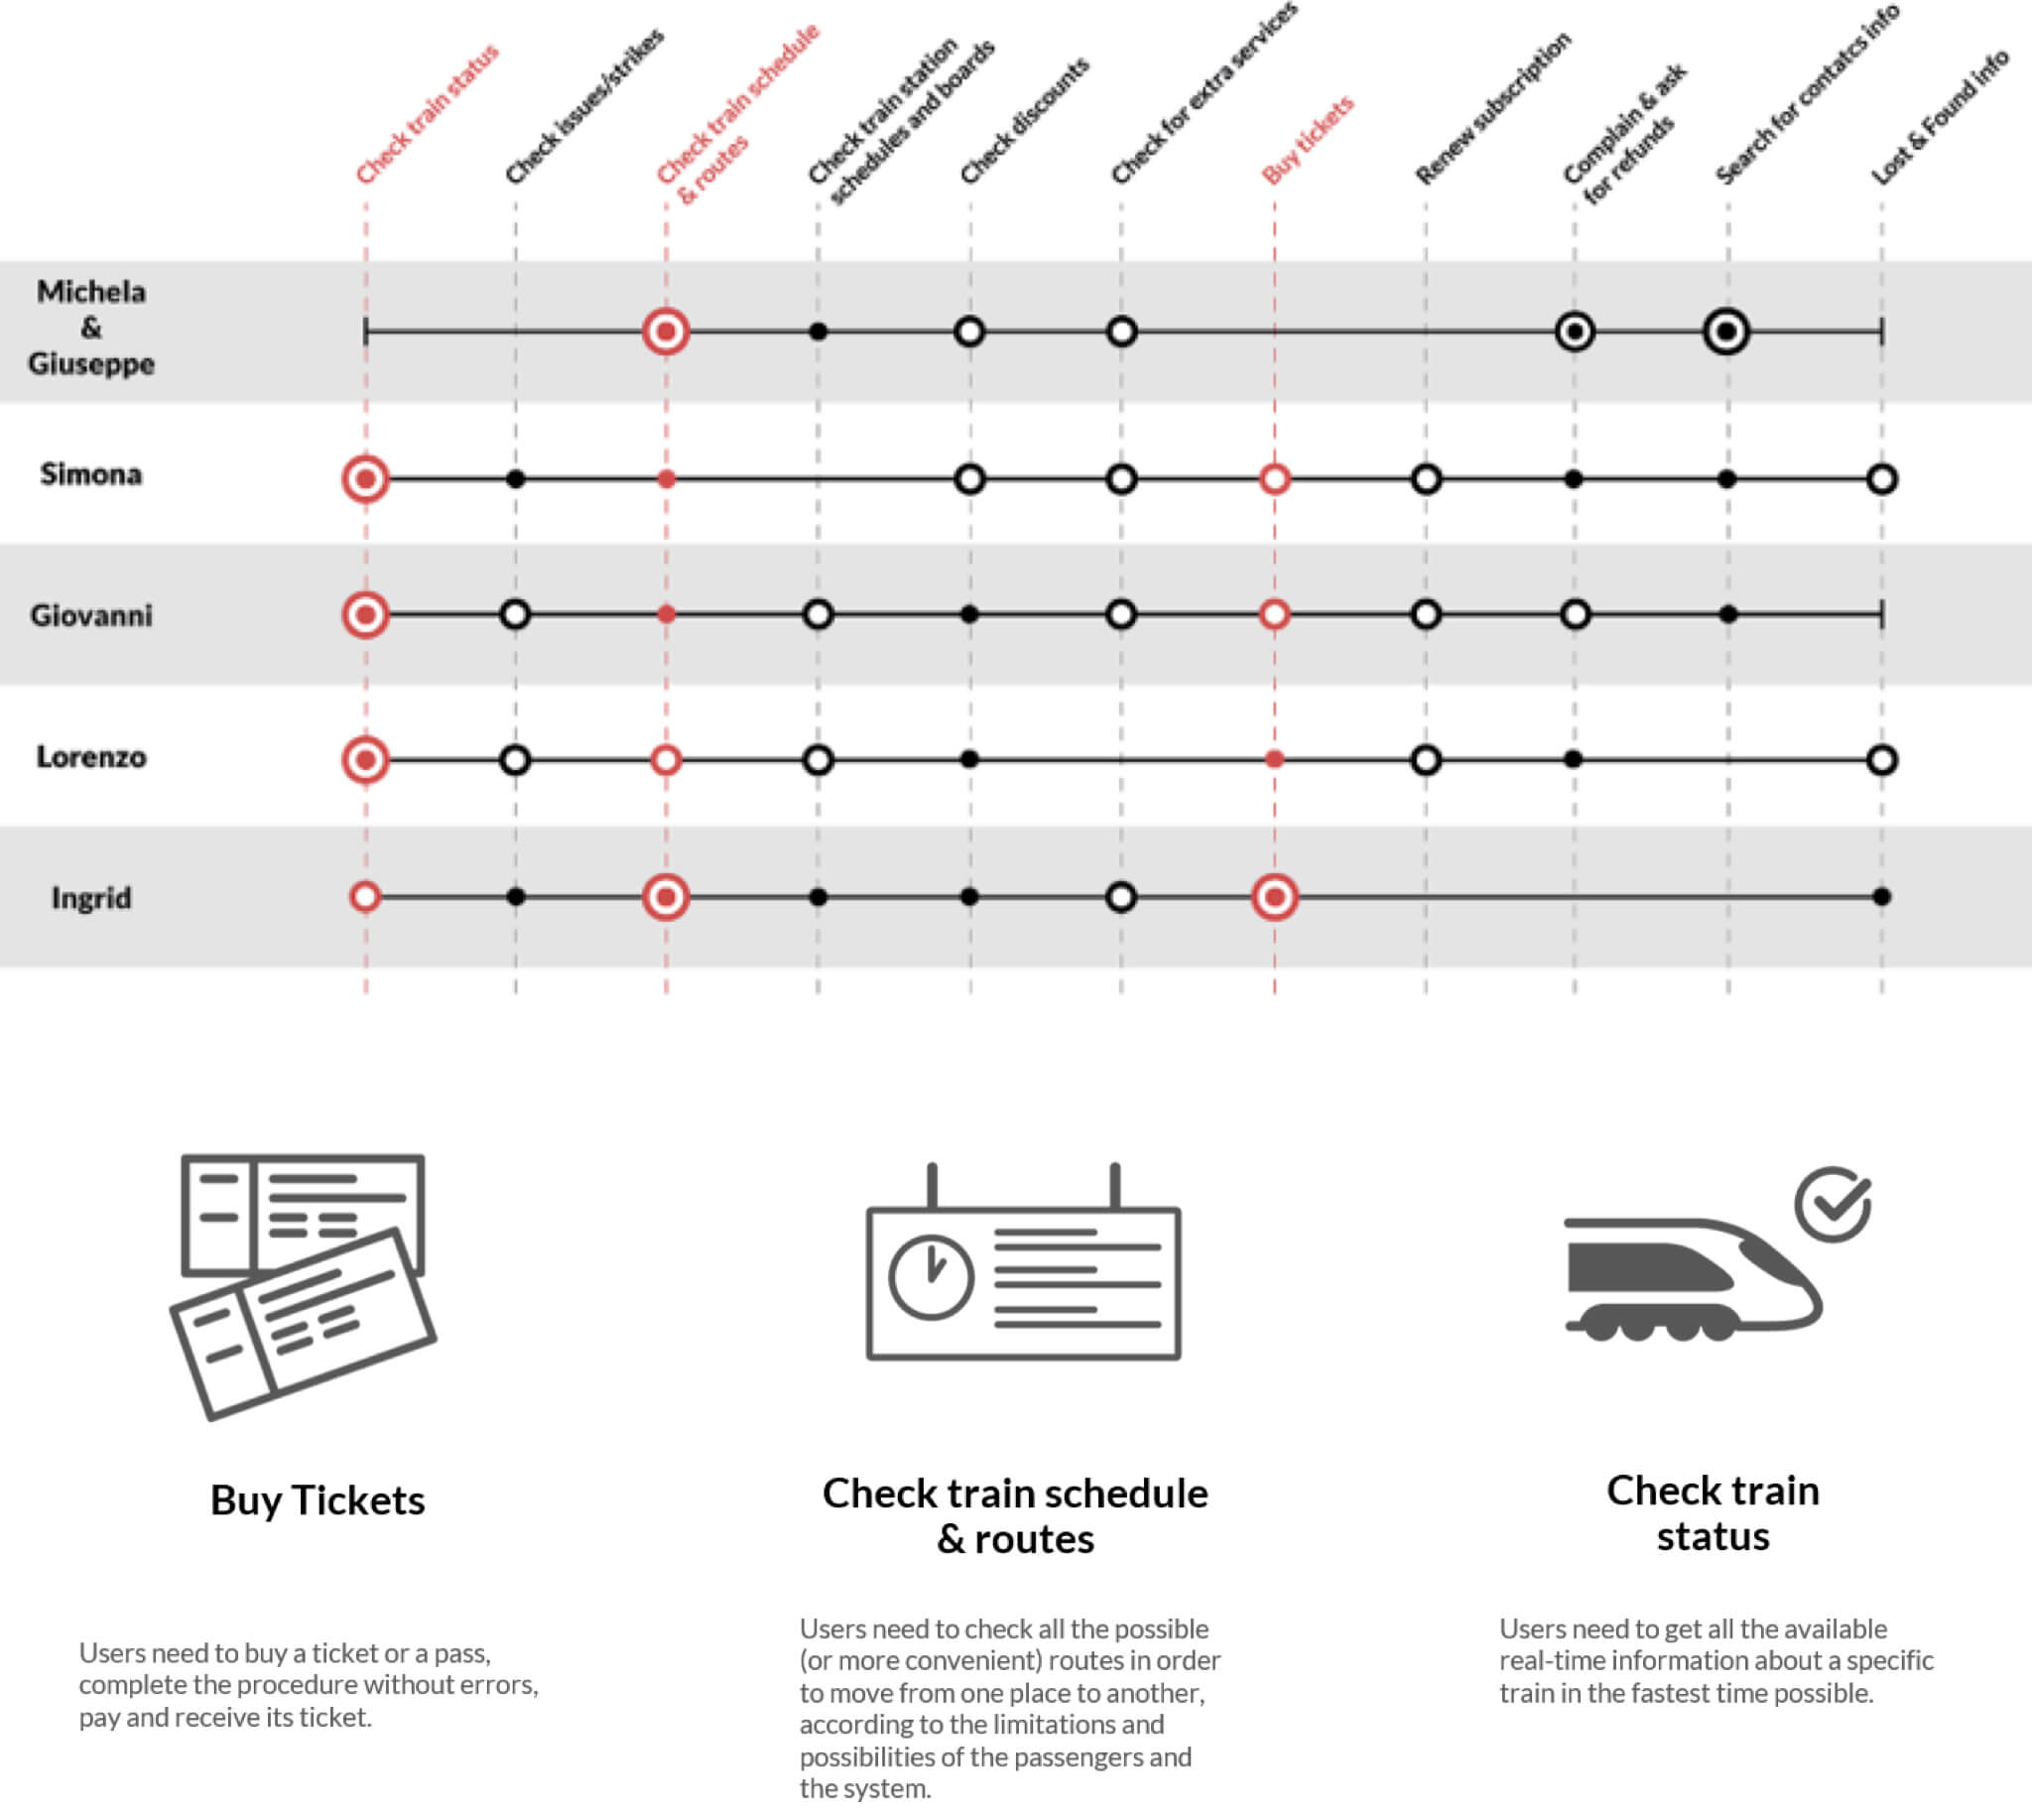 Check train status
Check issues/strikes
Check train schedule
& routes
Check train station
schedules and boards
Check discounts
Check for extra services
Buy tickets
Renew subscription
Complain & ask
for refunds
Search for contatcs info
Lost & Found info
Michela
&
Giuseppe
Simona
Giovanni
Lorenzo
Ingrid
Buy Tickets
Users need to buy a ticket or a pass,
complete the procedure without errors,
pay and receive its ticket.
Check train schedule
& routes
Users need to check all the possible
(or more convenient) routes in order
to move from one place to another,
according to the limitations and
possibilities of the passengers and
the system.
Check train
status
Users need to get all the available
real-time information about a specific
train in the fastest time possible.